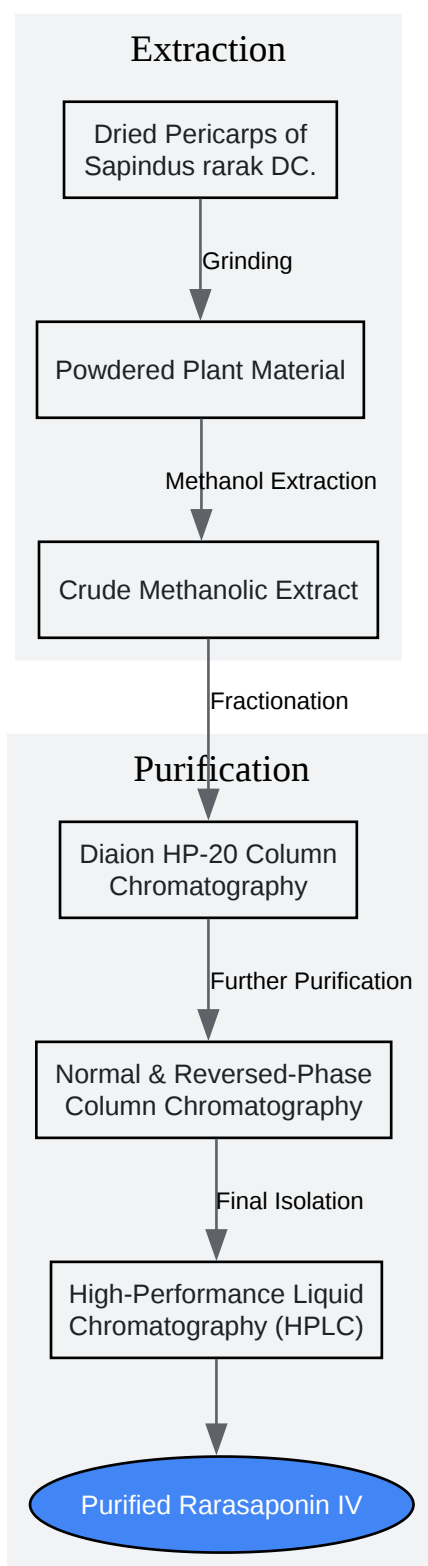 Extraction
Dried Pericarps of
Sapindus rarak DC.
Grinding
Powdered Plant Material
Methanol Extraction
Crude Methanolic Extract
Fractionation
Purification
Diaion HP-20 Column
Chromatography
Further Purification
Normal & Reversed-Phase
Column Chromatography
Final Isolation
High-Performance Liquid
Chromatography (HPLC)
Purified Rarasaponin IV